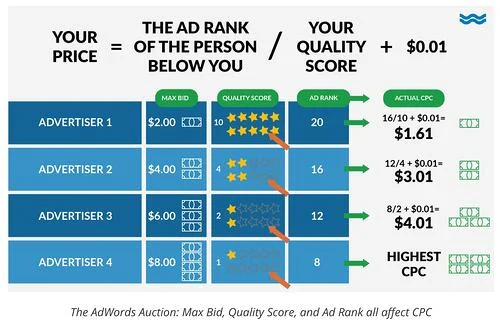 YOUR PRICE = THE AD RANK OF THE PERSON BELOW YOU / YOUR QUALITY SCORE + $0.01
MAX BID QUALITY SCORE AD RANK ACTUAL CPC
ADVERTISER 1 $2.00 10 20 16/10 + $0.01= $1.61
ADVERTISER 2 $4.00 4 16 12/4 + $0.01= $3.01
ADVERTISER 3 $6.00 2 12 8/2 + $0.01= $4.01
ADVERTISER 4 $8.00 1 8 HIGHEST CPC
The AdWords Auction: Max Bid, Quality Score, and Ad Rank all affect CPC